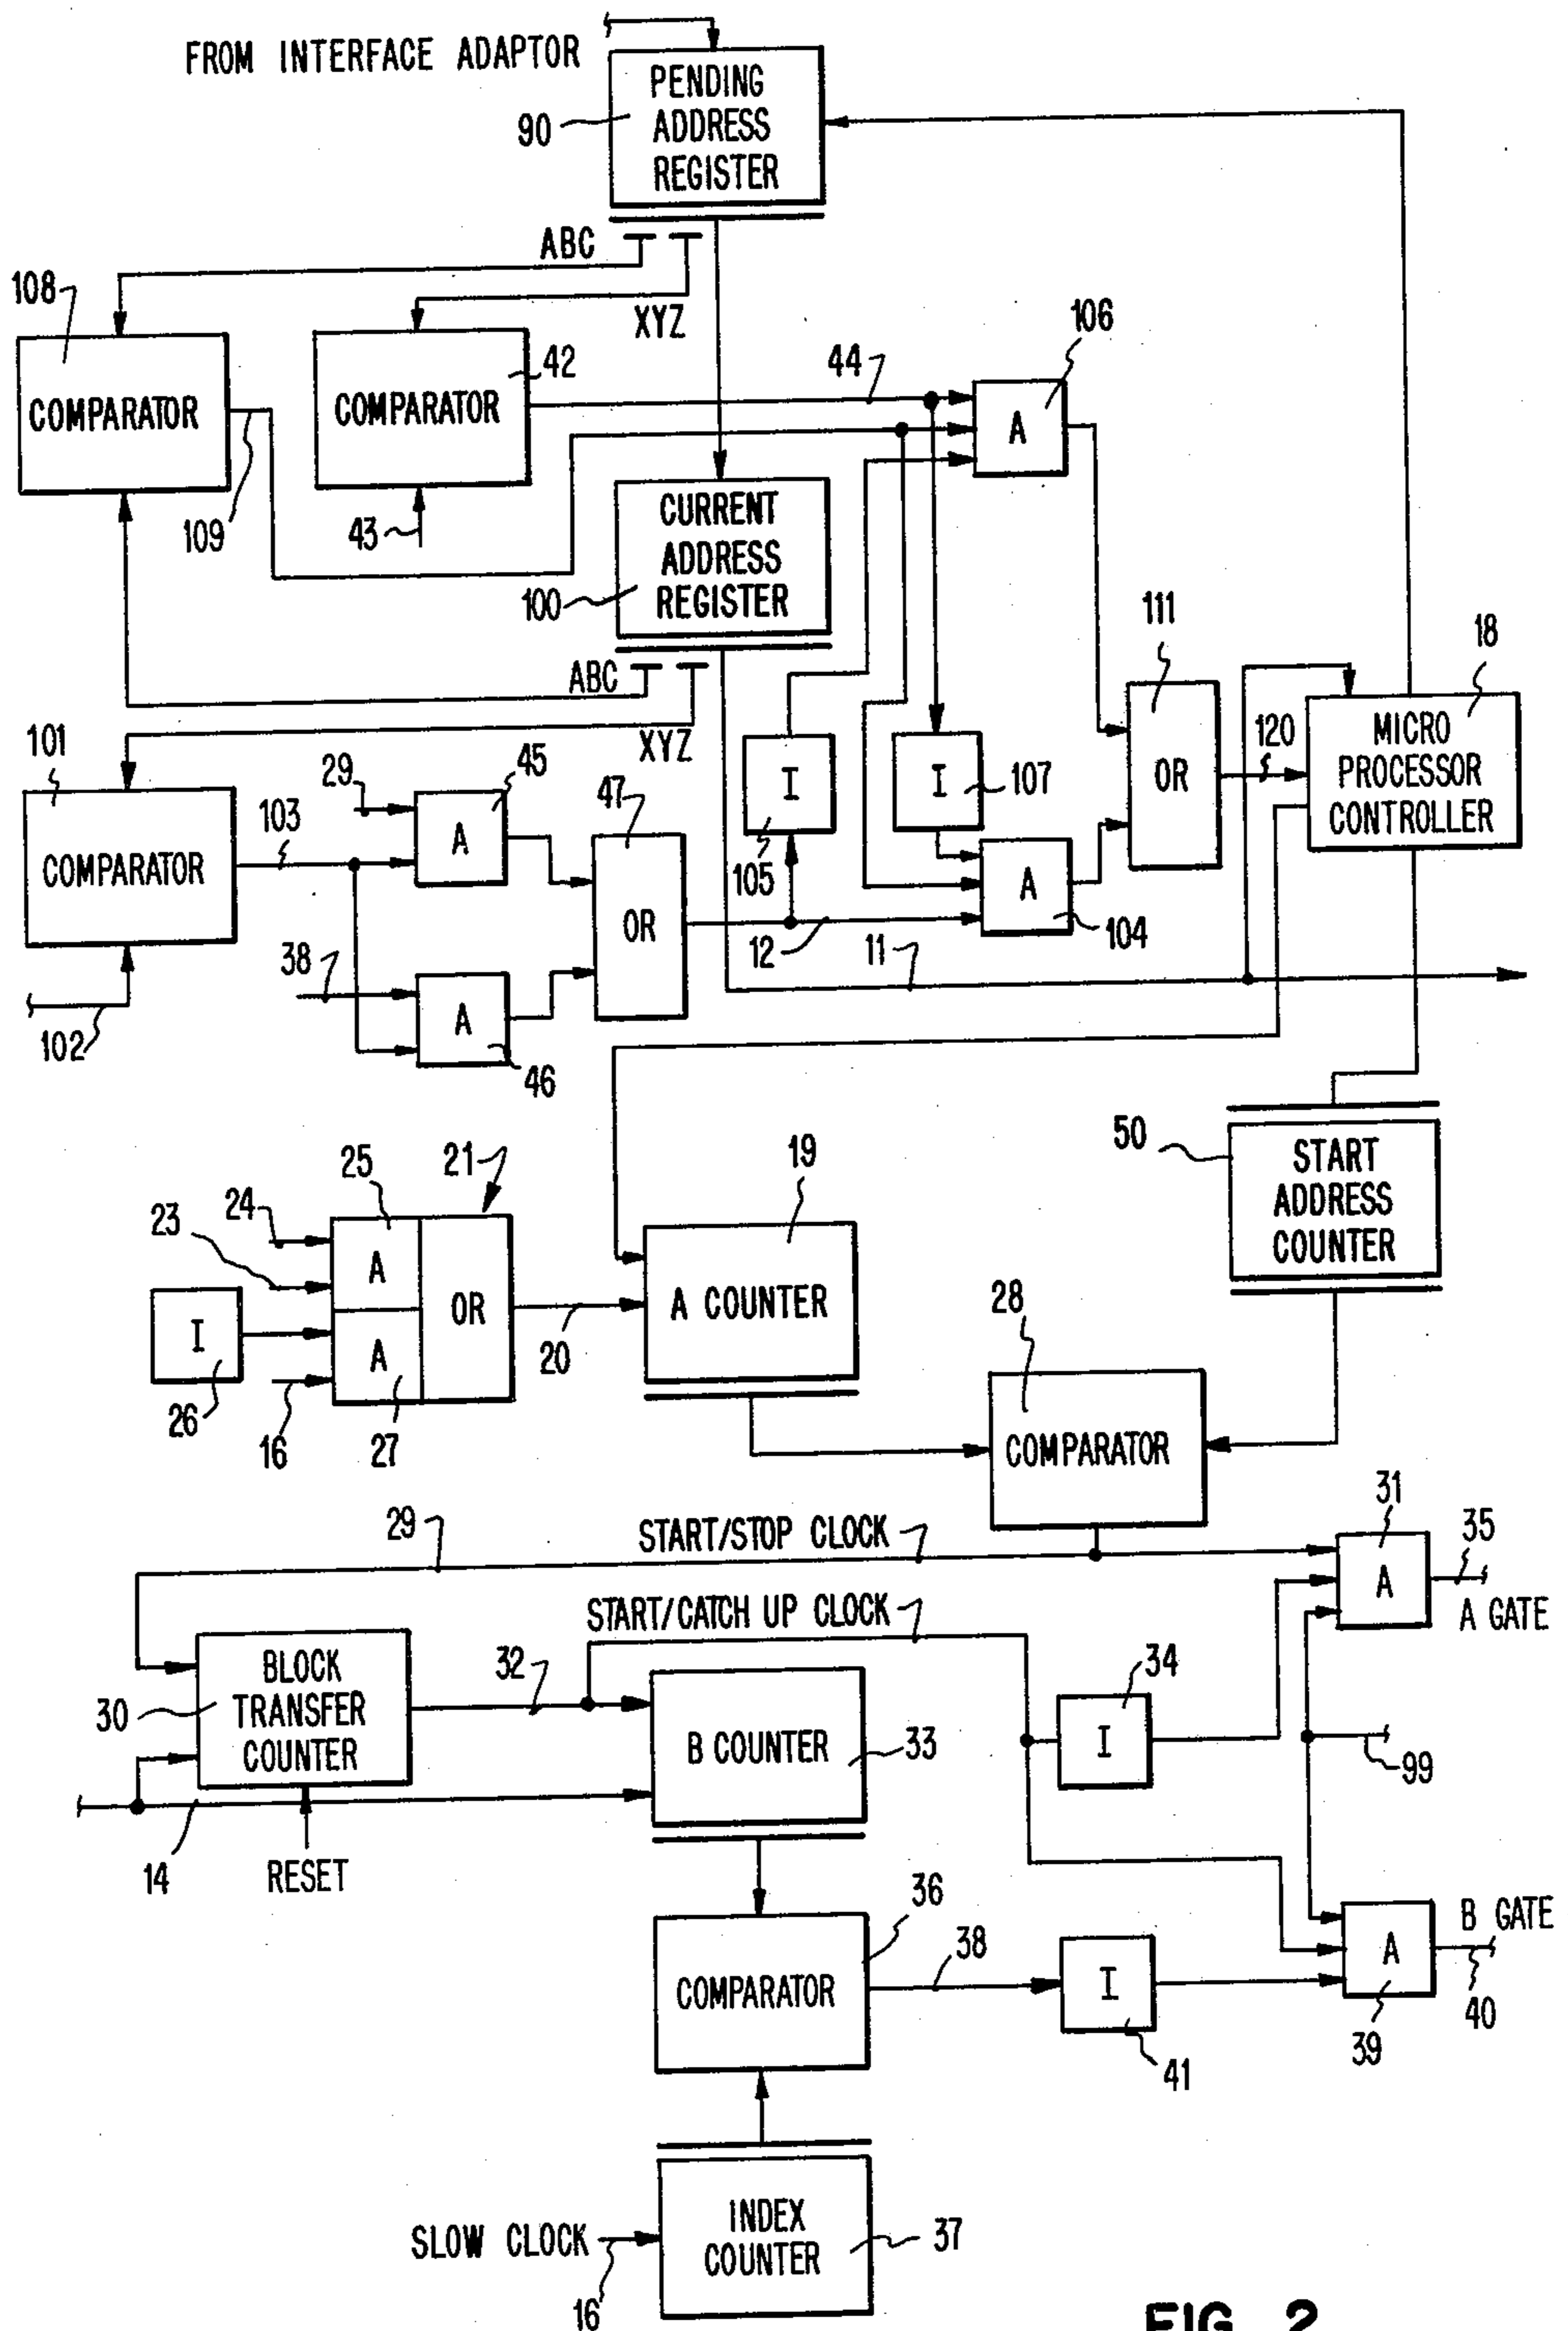 FROM INTERFACE ADAPTOR
PENDING
ADDRESS
REGISTER
90
ABC
XYZ
108
COMPARATOR
109
COMPARATOR
42
43
44
106
A
CURRENT
ADDRESS
REGISTER
100
ABC
XYZ
101
COMPARATOR
102
103
29
45
A
38
A
46
47
OR
I
105
I
107
A
104
12
11
111
OR
120
18
MICRO
PROCESSOR
CONTROLLER
50
START
ADDRESS
COUNTER
25
21
24
23
A
A
OR
I
26
16
27
20
19
A COUNTER
28
COMPARATOR
29
START/STOP CLOCK
31
A
35
A GATE
START/CATCH UP CLOCK
BLOCK
TRANSFER
COUNTER
30
32
B COUNTER
33
34
I
99
14
RESET
36
COMPARATOR
38
I
41
B GATE
A
40
39
INDEX
COUNTER
37
SLOW CLOCK
16
FIG. 2